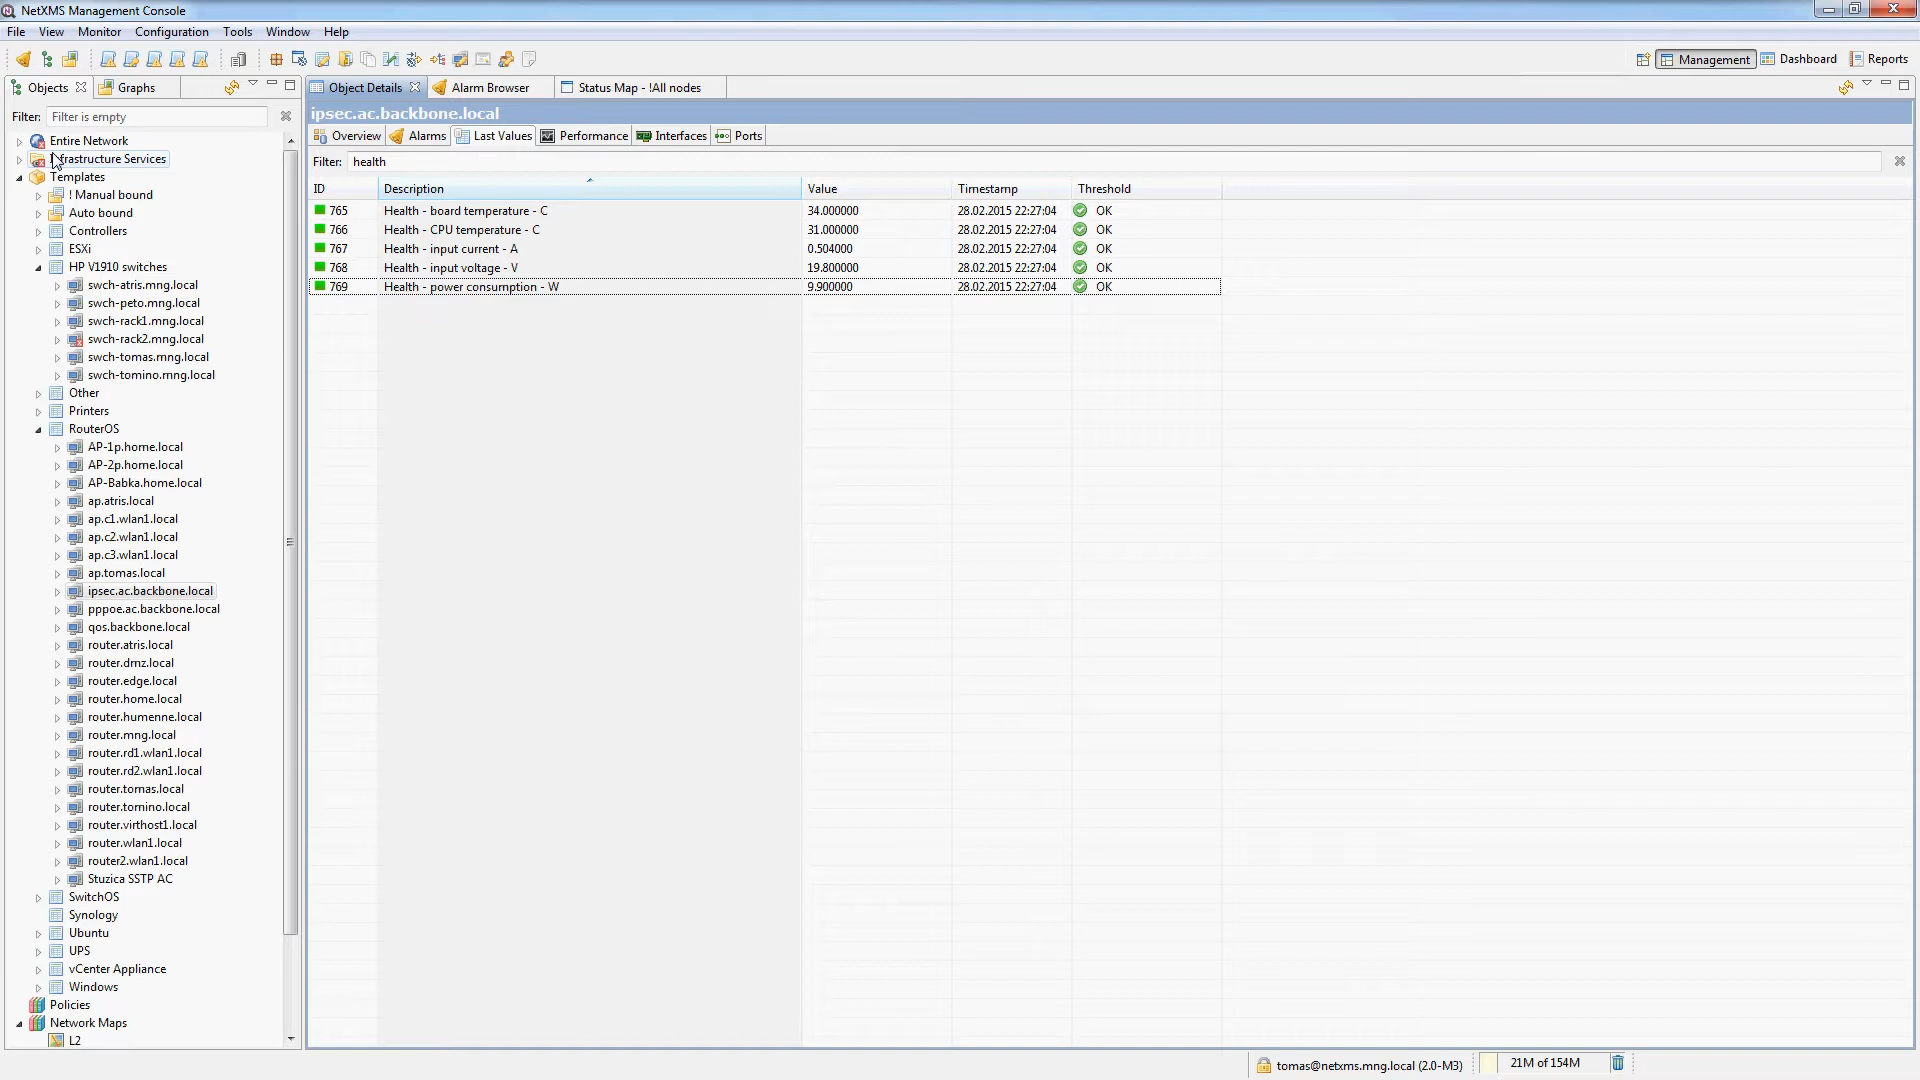 NetXMS Management Console
File View Monitor Configuration Tools Window Help
Management Dashboard Reports
Objects Graphs
Filter: Filter is empty
Entire Network
Infrastructure Services
Templates
! Manual bound
Auto bound
Controllers
ESXi
HP V1910 switches
swch-atris.mng.local
swch-peto.mng.local
swch-rack1.mng.local
swch-rack2.mng.local
swch-tomas.mng.local
swch-tomino.mng.local
Other
Printers
RouterOS
AP-1p.home.local
AP-2p.home.local
AP-Babka.home.local
ap.atris.local
ap.c1.wlan1.local
ap.c2.wlan1.local
ap.c3.wlan1.local
ap.tomas.local
ipsec.ac.backbone.local
pppoe.ac.backbone.local
qos.backbone.local
router.atris.local
router.dmz.local
router.edge.local
router.home.local
router.humenne.local
router.mng.local
router.rd1.wlan1.local
router.rd2.wlan1.local
router.tomas.local
router.tomino.local
router.virthost1.local
router.wlan1.local
router2.wlan1.local
Stuzica SSTP AC
SwitchOS
Synology
Ubuntu
UPS
vCenter Appliance
Windows
Policies
Network Maps
L2
Object Details Alarm Browser Status Map - !All nodes
ipsec.ac.backbone.local
Overview Alarms Last Values Performance Interfaces Ports
Filter: health
ID Description Value Timestamp Threshold
765 Health - board temperature - C 34.000000 28.02.2015 22:27:04 OK
766 Health - CPU temperature - C 31.000000 28.02.2015 22:27:04 OK
767 Health - input current - A 0.504000 28.02.2015 22:27:04 OK
768 Health - input voltage - V 19.800000 28.02.2015 22:27:04 OK
769 Health - power consumption - W 9.900000 28.02.2015 22:27:04 OK
tomas@netxms.mng.local (2.0-M3) 21M of 154M